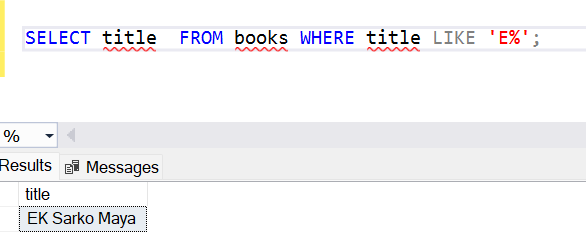 SELECT title  FROM books WHERE title LIKE 'E%';
%
Results Messages
title
EK Sarko Maya